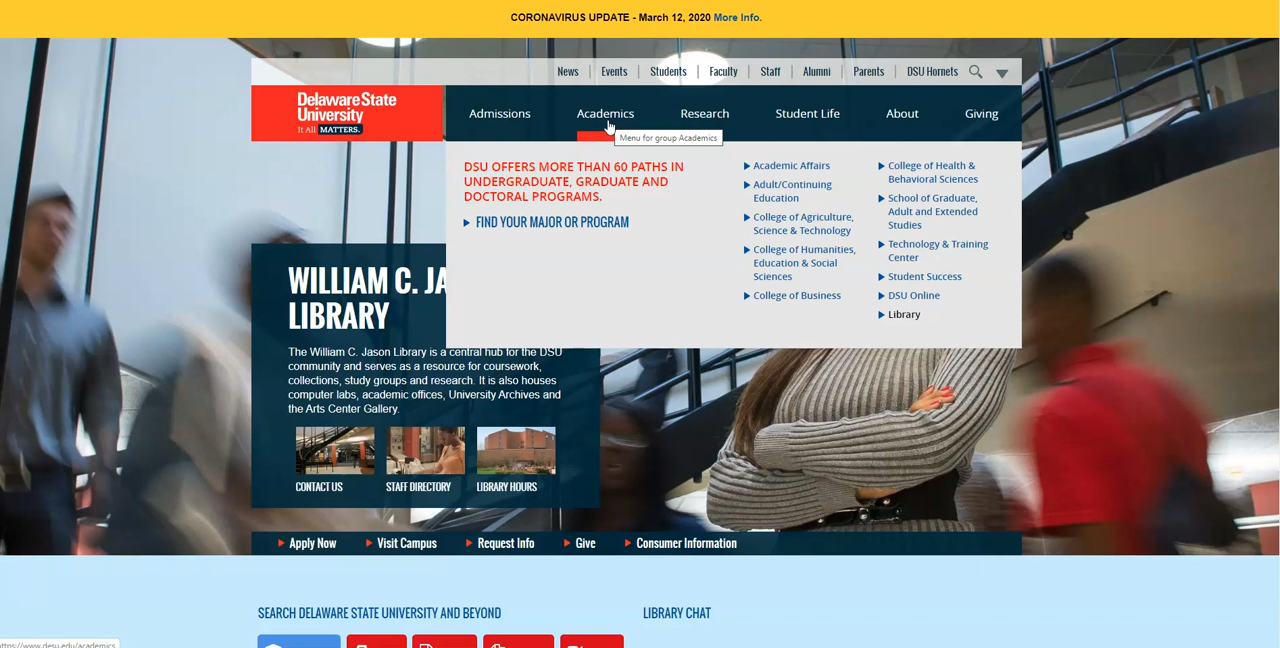 CORONAVIRUS UPDATE - March 12, 2020 More Info.
News Events Students Faculty Staff Alumni Parents DSU Hornets
Delaware State
University
It All MATTERS.
Admissions Academics Research Student Life About Giving
Menu for group Academics
DSU OFFERS MORE THAN 60 PATHS IN
UNDERGRADUATE, GRADUATE AND
DOCTORAL PROGRAMS.
FIND YOUR MAJOR OR PROGRAM
Academic Affairs
Adult/Continuing
Education
College of Agriculture,
Science & Technology
College of Humanities,
Education & Social
Sciences
College of Business
College of Health &
Behavioral Sciences
School of Graduate,
Adult and Extended
Studies
Technology & Training
Center
Student Success
DSU Online
Library
WILLIAM C. JA
LIBRARY
The William C. Jason Library is a central hub for the DSU
community and serves as a resource for coursework,
collections, study groups and research. It is also houses
computer labs, academic offices, University Archives and
the Arts Center Gallery.
CONTACT US STAFF DIRECTORY LIBRARY HOURS
Apply Now Visit Campus Request Info Give Consumer Information
SEARCH DELAWARE STATE UNIVERSITY AND BEYOND
LIBRARY CHAT
https://www.desu.edu/academics